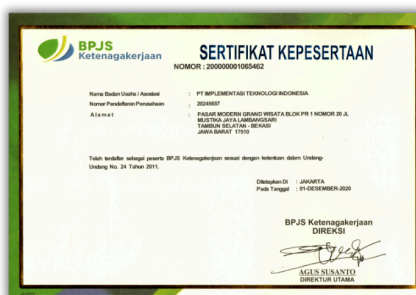 BPJS
Ketenagakerjaan
SERTIFIKAT KEPESERTAAN
NOMOR : 200000001065462
Nama Badan Usaha / Asosiasi : PT IMPLEMENTASI TEKNOLOGI INDONESIA
Nomor Pendaftaran Perusahaan : 20245657
Alamat : PASAR MODERN GRAND WISATA BLOK PR 1 NOMOR 20 JL
MUSTIKA JAYA LAMBANGSARI
TAMBUN SELATAN - BEKASI
JAWA BARAT 17510
Telah terdaftar sebagai peserta BPJS Ketenagakerjaan sesuai dengan ketentuan dalam Undang-
Undang No. 24 Tahun 2011.
Ditetapkan Di : JAKARTA
Pada Tanggal : 01-DESEMBER-2020
BPJS Ketenagakerjaan
DIREKSI
AGUS SUSANTO
DIREKTUR UTAMA